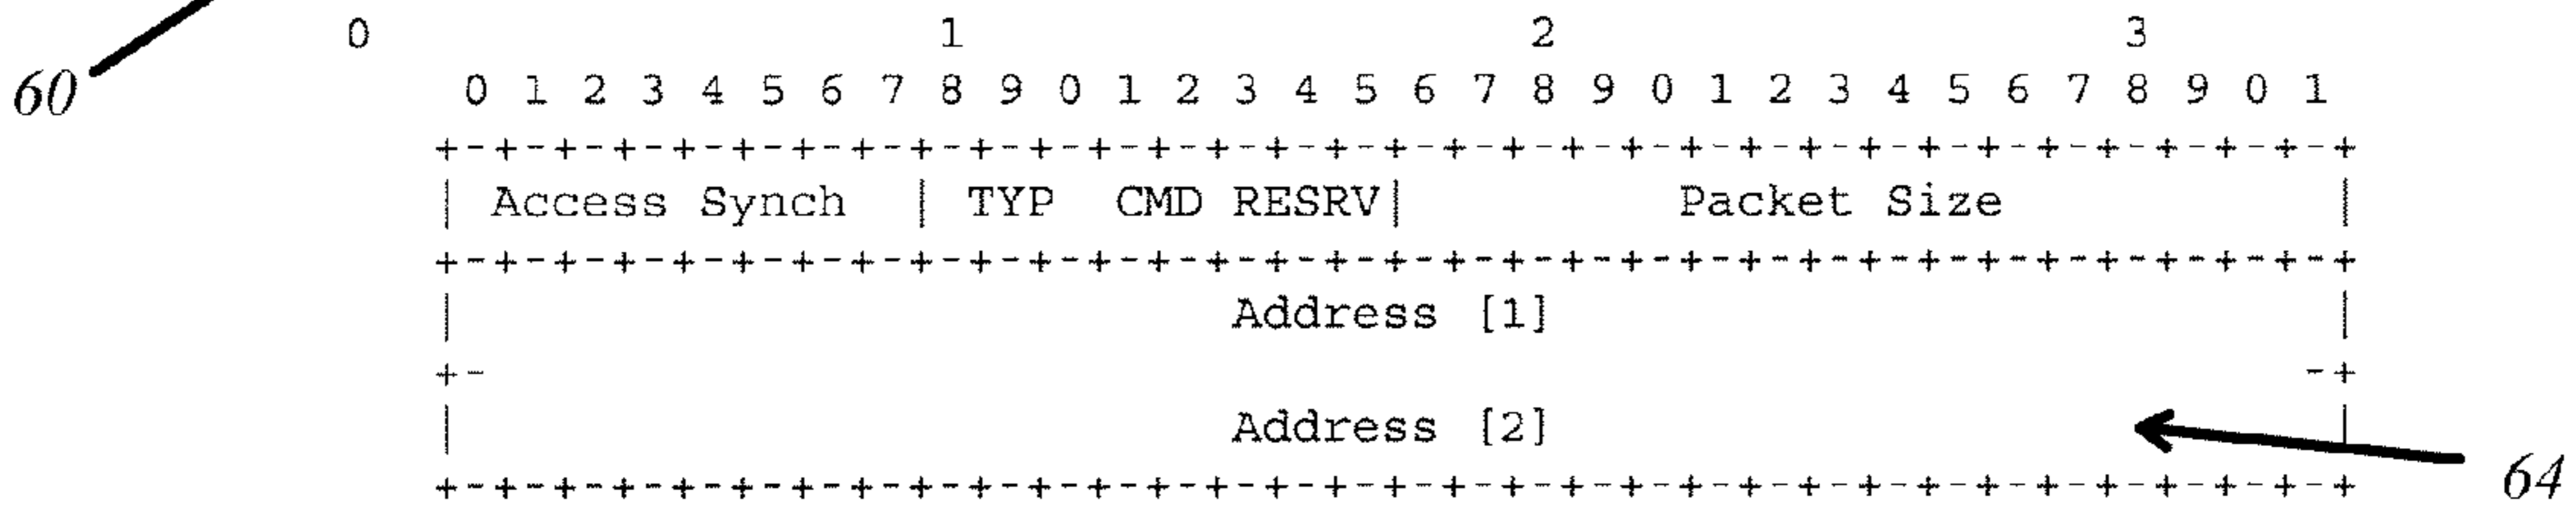 0 1 2 3
60
0 1 2 3 4 5 6 7 8 9 0 1 2 3 4 5 6 7 8 9 0 1 2 3 4 5 6 7 8 9 0 1
+-+-+-+-+-+-+-+-+-+-+-+-+-+-+-+-+-+-+-+-+-+-+-+-+-+-+-+-+-+-+-+-+
| Access Synch | TYP CMD RESRV| Packet Size |
+-+-+-+-+-+-+-+-+-+-+-+-+-+-+-+-+-+-+-+-+-+-+-+-+-+-+-+-+-+-+-+-+
| Address [1] |
+- -+
| Address [2] |
64
+-+-+-+-+-+-+-+-+-+-+-+-+-+-+-+-+-+-+-+-+-+-+-+-+-+-+-+-+-+-+-+-+